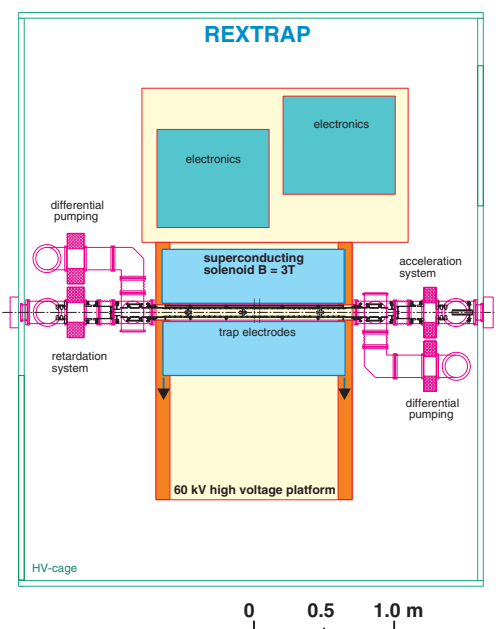 REXTRAP
electronics
electronics
differential
pumping
superconducting
solenoid B = 3T
acceleration
system
trap electrodes
retardation
system
differential
pumping
60 kV high voltage platform
HV-cage
0 0.5 1.0 m